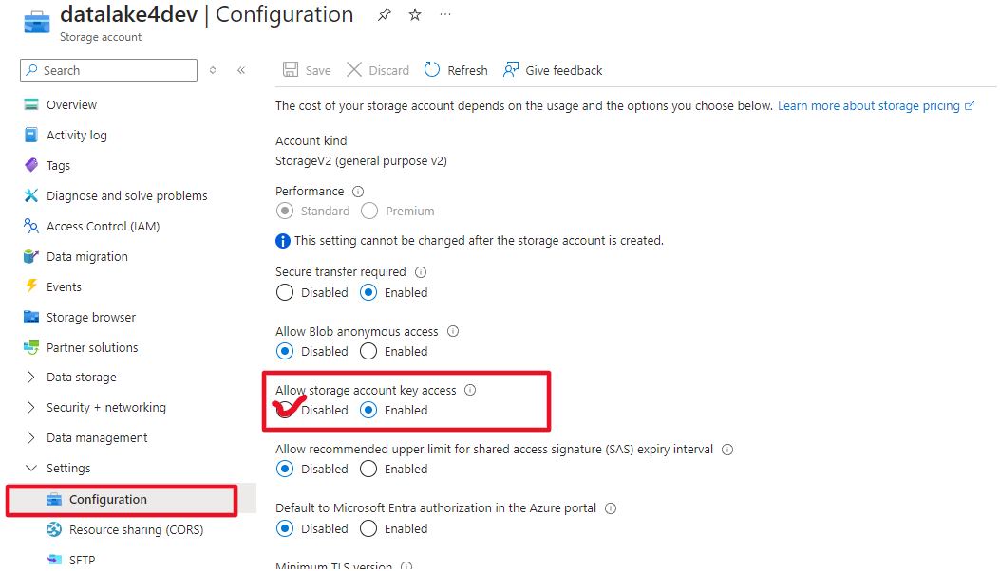 datalake4dev | Configuration
Storage account
Search
Save Discard Refresh Give feedback
Overview
Activity log
Tags
Diagnose and solve problems
Access Control (IAM)
Data migration
Events
Storage browser
Partner solutions
Data storage
Security + networking
Data management
Settings
Configuration
Resource sharing (CORS)
SFTP
The cost of your storage account depends on the usage and the options you choose below. Learn more about storage pricing
Account kind
StorageV2 (general purpose v2)
Performance
Standard Premium
This setting cannot be changed after the storage account is created.
Secure transfer required
Disabled Enabled
Allow Blob anonymous access
Disabled Enabled
Allow storage account key access
Disabled Enabled
Allow recommended upper limit for shared access signature (SAS) expiry interval
Disabled Enabled
Default to Microsoft Entra authorization in the Azure portal
Disabled Enabled
Minimum TLS version